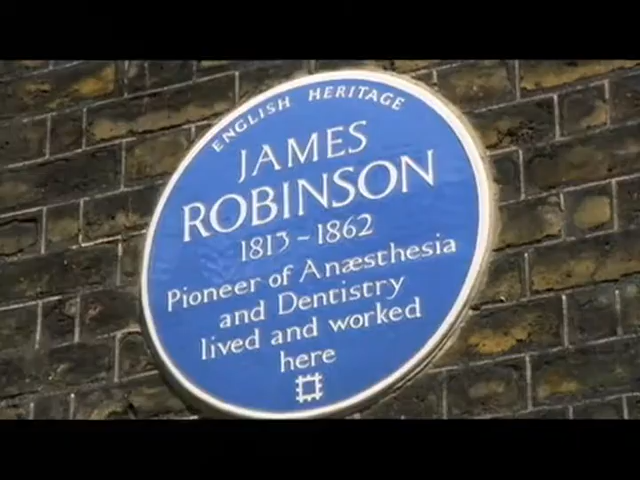 ENGLISH HERITAGE
JAMES
ROBINSON
1813-1862
Pioneer of Anæsthesia
and Dentistry
lived and worked
here